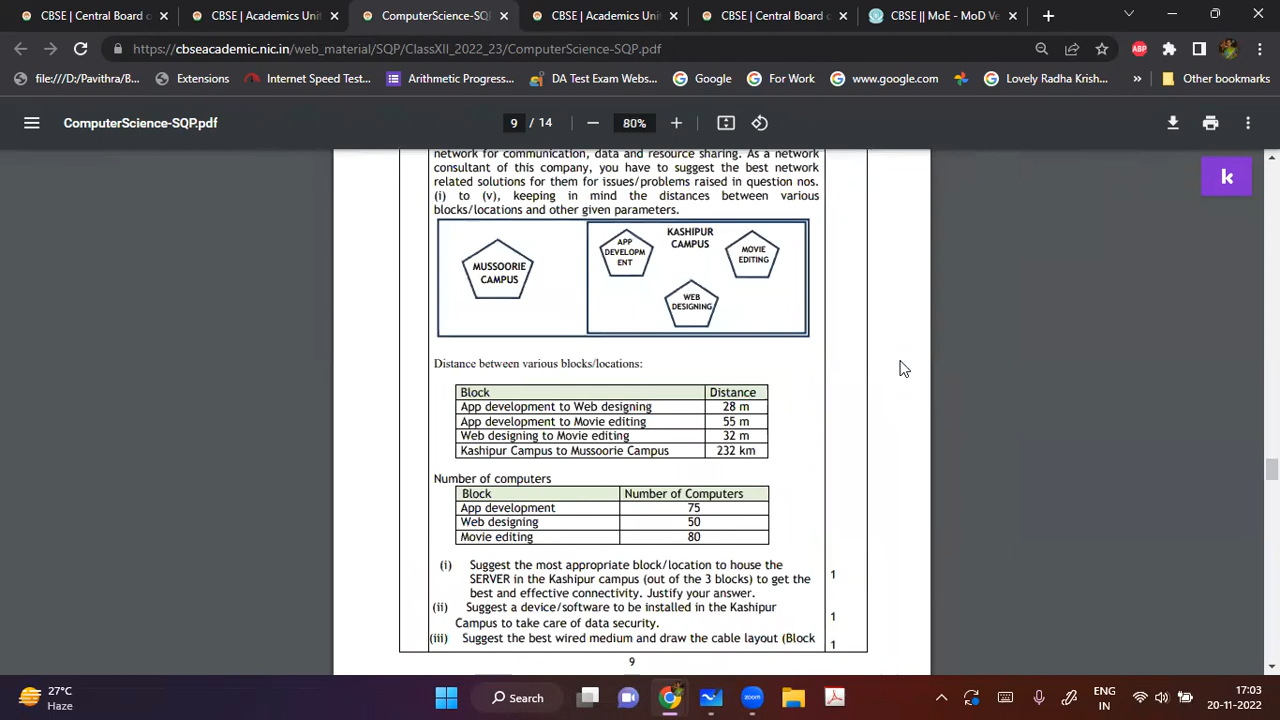 CBSE | Central Board o
CBSE | Academics Unit
ComputerScience-SQP
CBSE | Academics Unit
CBSE | Central Board o
CBSE || MoE - MoD Ve
https://cbseacademic.nic.in/web_material/SQP/ClassXII_2022_23/ComputerScience-SQP.pdf
ABP
file:///D:/Pavithra/B...
Extensions
Internet Speed Test...
Arithmetic Progress...
DA Test Exam Webs...
Google
For Work
www.google.com
Lovely Radha Krish...
»
Other bookmarks
ComputerScience-SQP.pdf
9 / 14
80%
k
network for communication, data and resource sharing. As a network
consultant of this company, you have to suggest the best network
related solutions for them for issues/problems raised in question nos.
(i) to (v), keeping in mind the distances between various
blocks/locations and other given parameters.
MUSSOORIE
CAMPUS
APP
DEVELOPM
ENT
KASHIPUR
CAMPUS
MOVIE
EDITING
WEB
DESIGNING
Distance between various blocks/locations:
Block Distance
App development to Web designing 28 m
App development to Movie editing 55 m
Web designing to Movie editing 32 m
Kashipur Campus to Mussoorie Campus 232 km
Number of computers
Block Number of Computers
App development 75
Web designing 50
Movie editing 80
(i) Suggest the most appropriate block/location to house the
SERVER in the Kashipur campus (out of the 3 blocks) to get the 1
best and effective connectivity. Justify your answer.
(ii) Suggest a device/software to be installed in the Kashipur
Campus to take care of data security. 1
(iii) Suggest the best wired medium and draw the cable layout (Block 1
9
27°C
Haze
Search
zoom
ENG
IN
17:03
20-11-2022